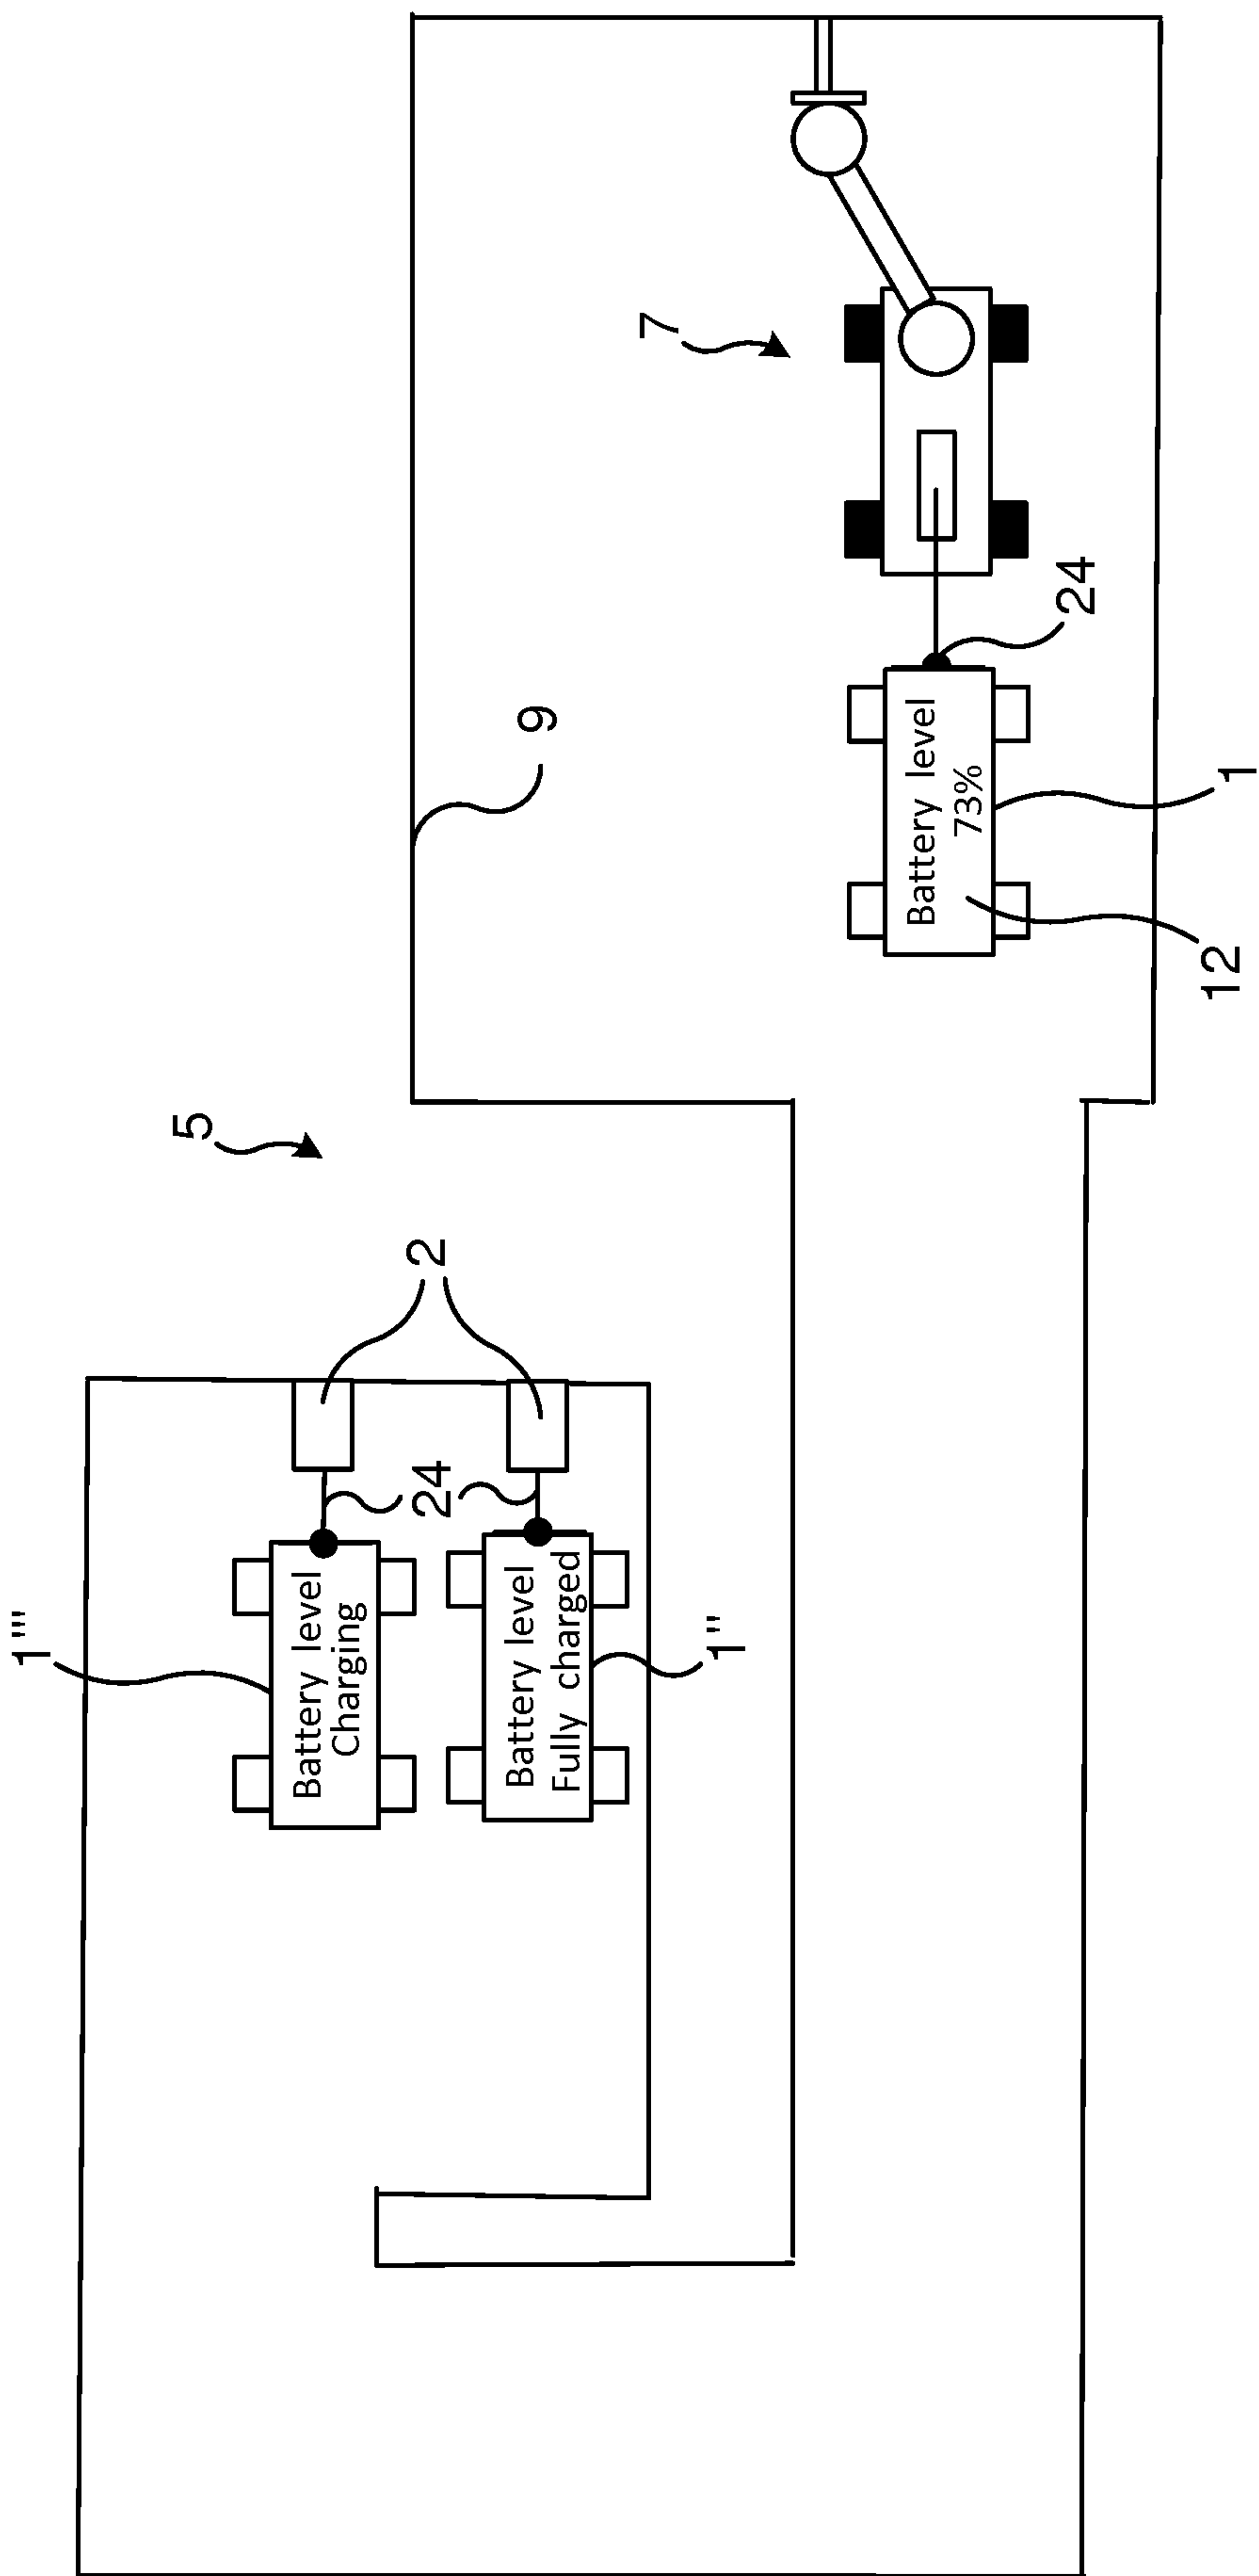 1'''
Battery level
Charging
24
2
5
Battery level
Fully charged
1''
9
7
Battery level
73%
24
12
1